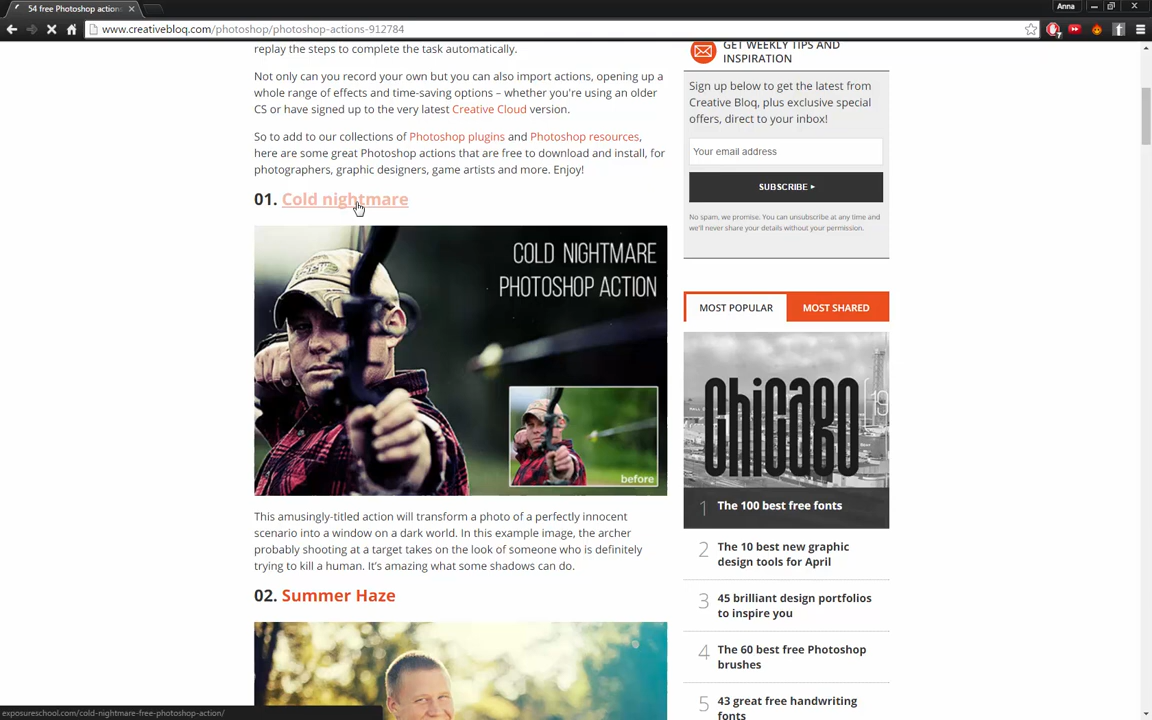 54 free Photoshop action
Anna
www.creativebloq.com/photoshop/photoshop-actions-912784
replay the steps to complete the task automatically.
Not only can you record your own but you can also import actions, opening up a
whole range of effects and time-saving options – whether you're using an older
CS or have signed up to the very latest Creative Cloud version.
So to add to our collections of Photoshop plugins and Photoshop resources,
here are some great Photoshop actions that are free to download and install, for
photographers, graphic designers, game artists and more. Enjoy!
01. Cold nightmare
COLD NIGHTMARE
PHOTOSHOP ACTION
before
This amusingly-titled action will transform a photo of a perfectly innocent
scenario into a window on a dark world. In this example image, the archer
probably shooting at a target takes on the look of someone who is definitely
trying to kill a human. It's amazing what some shadows can do.
02. Summer Haze
GET WEEKLY TIPS AND
INSPIRATION
Sign up below to get the latest from
Creative Bloq, plus exclusive special
offers, direct to your inbox!
Your email address
SUBSCRIBE ▸
No spam, we promise. You can unsubscribe at any time and
we'll never share your details without your permission.
MOST POPULAR
MOST SHARED
CHICAGO
1 The 100 best free fonts
2 The 10 best new graphic
design tools for April
3 45 brilliant design portfolios
to inspire you
4 The 60 best free Photoshop
brushes
5 43 great free handwriting
fonts
exposureschool.com/cold-nightmare-free-photoshop-action/